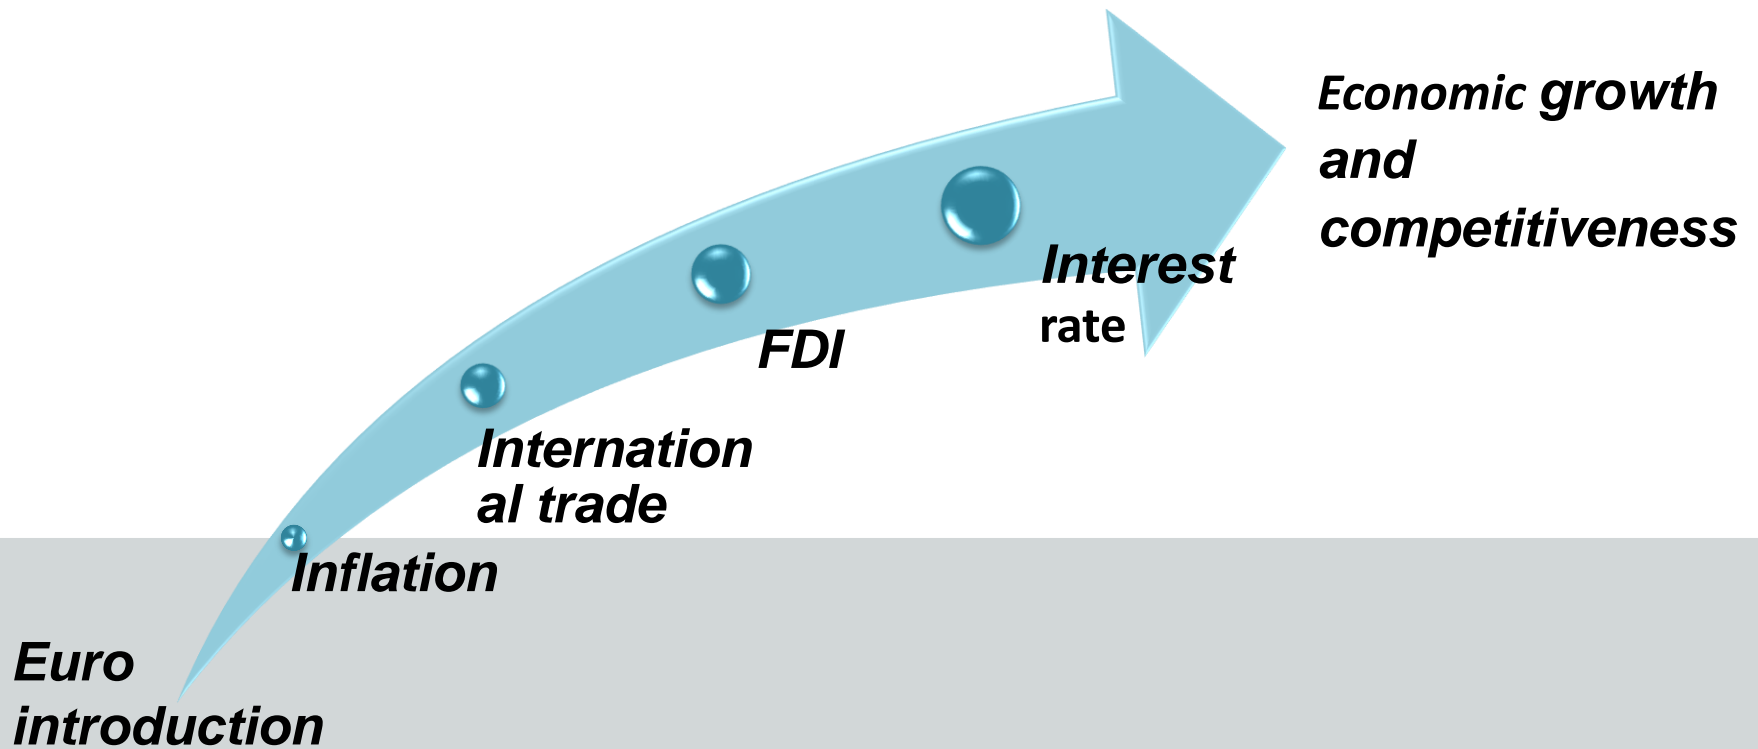 Economic growth
and
competitiveness
Interest
rate
FDI
Internation
al trade
Inflation
Euro
introduction